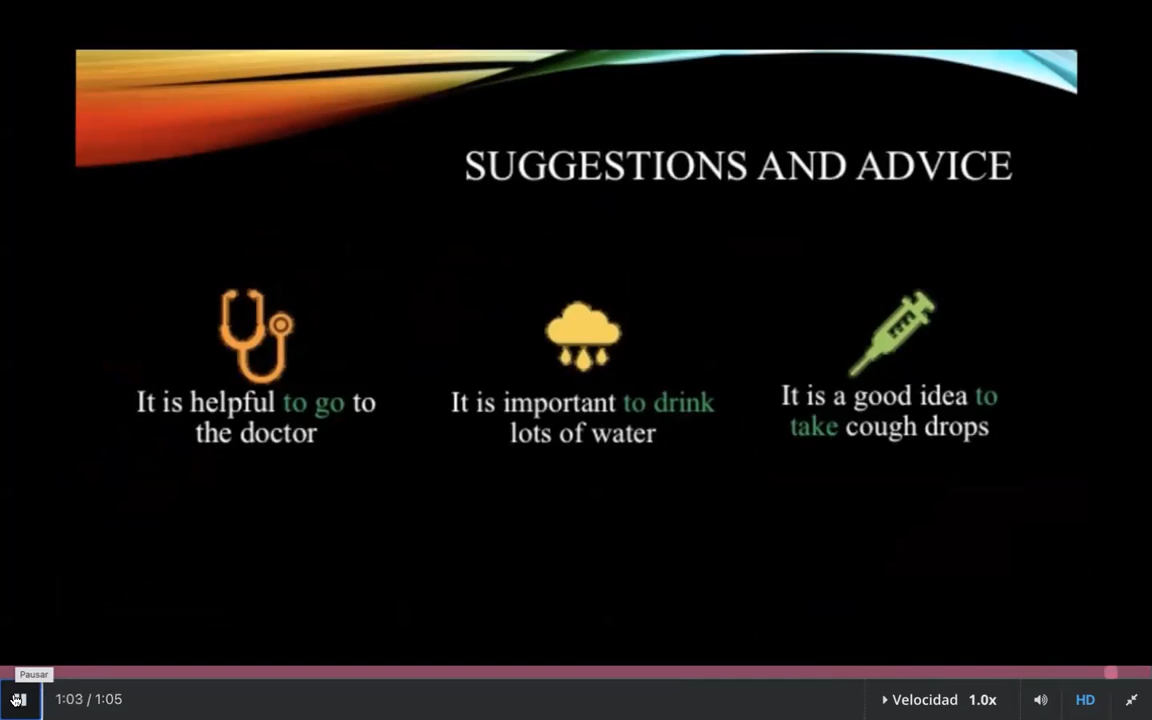 SUGGESTIONS AND ADVICE
It is helpful to go to
the doctor
It is important to drink
lots of water
It is a good idea to
take cough drops
Pausar
1:03 / 1:05
Velocidad 1.0x
HD